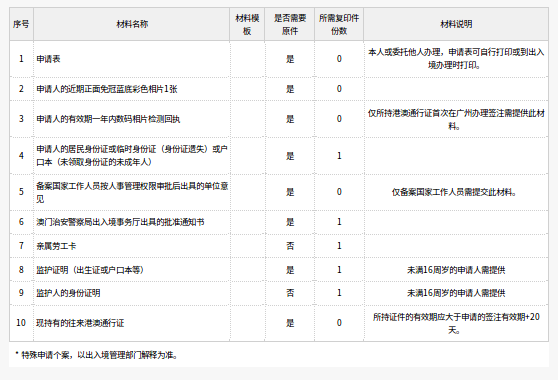 序号 材料名称 材料模板 是否需要原件 所需复印件份数 材料说明
1 申请表 是 0 本人或委托他人办理，申请表可自行打印或到出入境办理时打印。
2 申请人的近期正面免冠蓝底彩色相片1张 是 0
3 申请人的有效期一年内数码相片检测回执 是 0 仅所持港澳通行证首次在广州办理签注需提供此材料。
4 申请人的居民身份证或临时身份证（身份证遗失）或户口本（未领取身份证的未成年人） 是 1
5 备案国家工作人员按人事管理权限审批后出具的单位意见 是 0 仅备案国家工作人员需提交此材料。
6 澳门治安警察局出入境事务厅出具的批准通知书 是 1
7 亲属劳工卡 否 1
8 监护证明（出生证或户口本等） 是 1 未满16周岁的申请人需提供
9 监护人的身份证明 否 1 未满16周岁的申请人需提供
10 现持有的往来港澳通行证 是 0 所持证件的有效期应大于申请的签注有效期+20天。
* 特殊申请个案，以出入境管理部门解释为准。